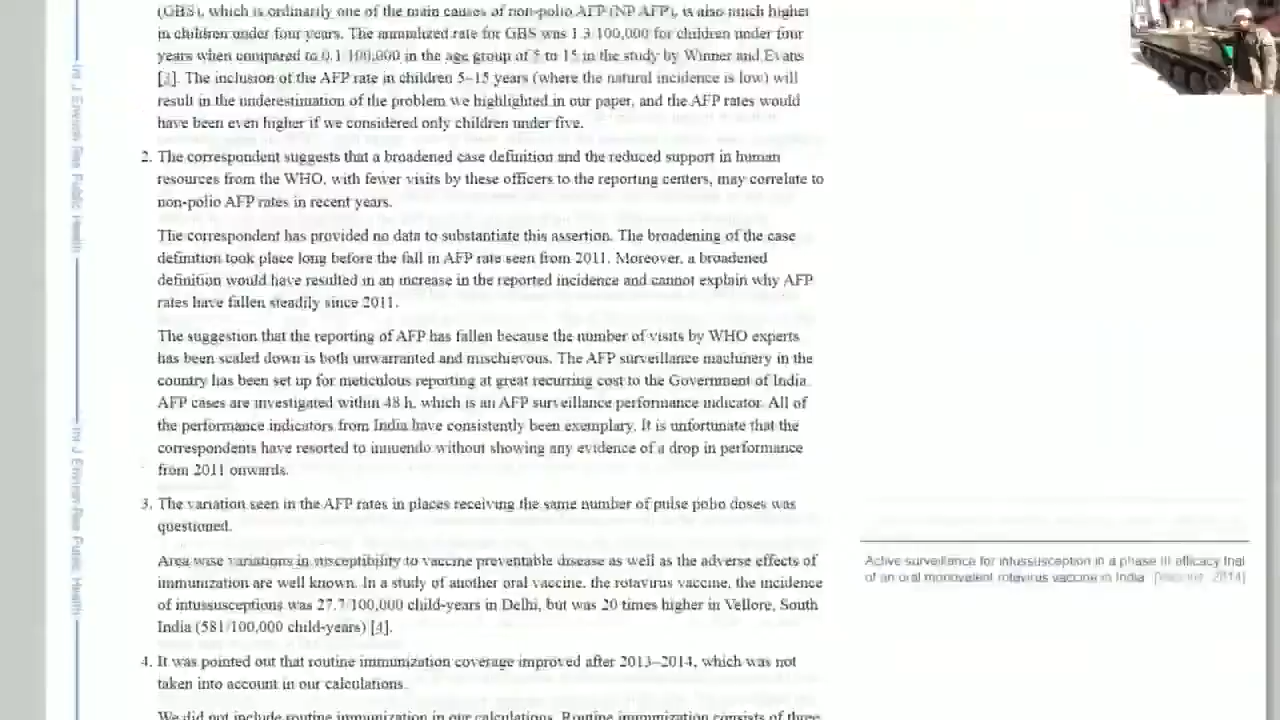 (GBS), which is ordinarily one of the main causes of non-polio AFP (NP AFP), is also much higher
in children under four years. The annualized rate for GBS was 1.3/100,000 for children under four
years when compared to 0.1/100,000 in the age group of 5 to 15 in the study by Winner and Evans
The inclusion of the AFP rate in children 5–15 years (where the natural incidence is low) will
result in the underestimation of the problem we highlighted in our paper, and the AFP rates would
have been even higher if we considered only children under five.
2. The correspondent suggests that a broadened case definition and the reduced support in human
resources from the WHO, with fewer visits by these officers to the reporting centers, may correlate to
non-polio AFP rates in recent years.
The correspondent has provided no data to substantiate this assertion. The broadening of the case
definition took place long before the fall in AFP rate seen from 2011. Moreover, a broadened
definition would have resulted in an increase in the reported incidence and cannot explain why AFP
rates have fallen steadily since 2011.
The suggestion that the reporting of AFP has fallen because the number of visits by WHO experts
has been scaled down is both unwarranted and mischievous. The AFP surveillance machinery in the
country has been set up for meticulous reporting at great recurring cost to the Government of India.
AFP cases are investigated within 48 h, which is an AFP surveillance performance indicator. All of
the performance indicators from India have consistently been exemplary. It is unfortunate that the
correspondents have resorted to innuendo without showing any evidence of a decline in performance
from 2011 onwards.
3. The variation seen in the AFP rates in places receiving the same number of pulse polio doses was
questioned.
Area-wise variations in susceptibility to vaccine preventable disease as well as the adverse effects of
immunization are well known. In a study of another oral vaccine, the rotavirus vaccine, the incidence
of intussusceptions was /100,000 child-years in Delhi, but was 10 times higher in Vellore, South
India (581/100,000 child-years) [4].
4. It was pointed out that routine immunization coverage improved after 2013–2014, which was not
taken into account in our calculations.
We did not include routine immunization in our calculations. Routine immunization consists of three
Active surveillance for intussusception in a phase III efficacy trial
of an oral monovalent rotavirus vaccine in India 2014]